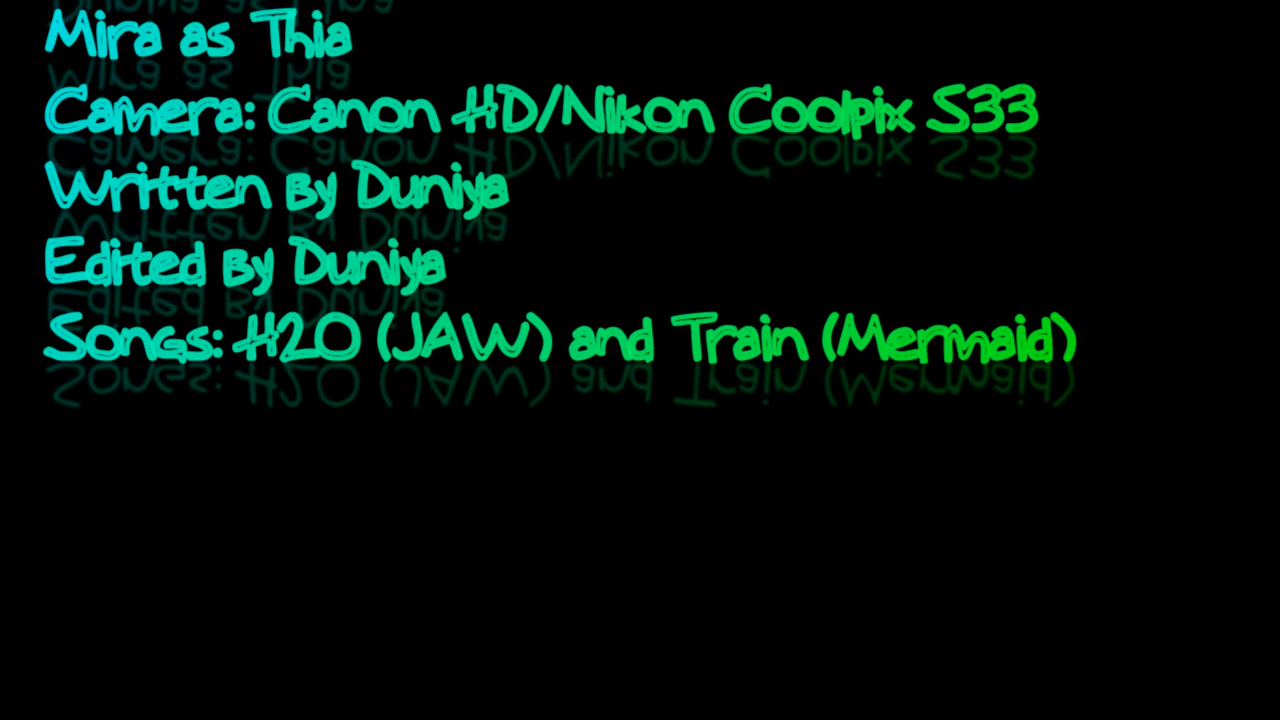 Mira as Thia
Camera: Canon HD/Nikon Coolpix S33
Written By Duniya
Edited By Duniya
Songs: H2O (JAW) and Train (Mermaid)